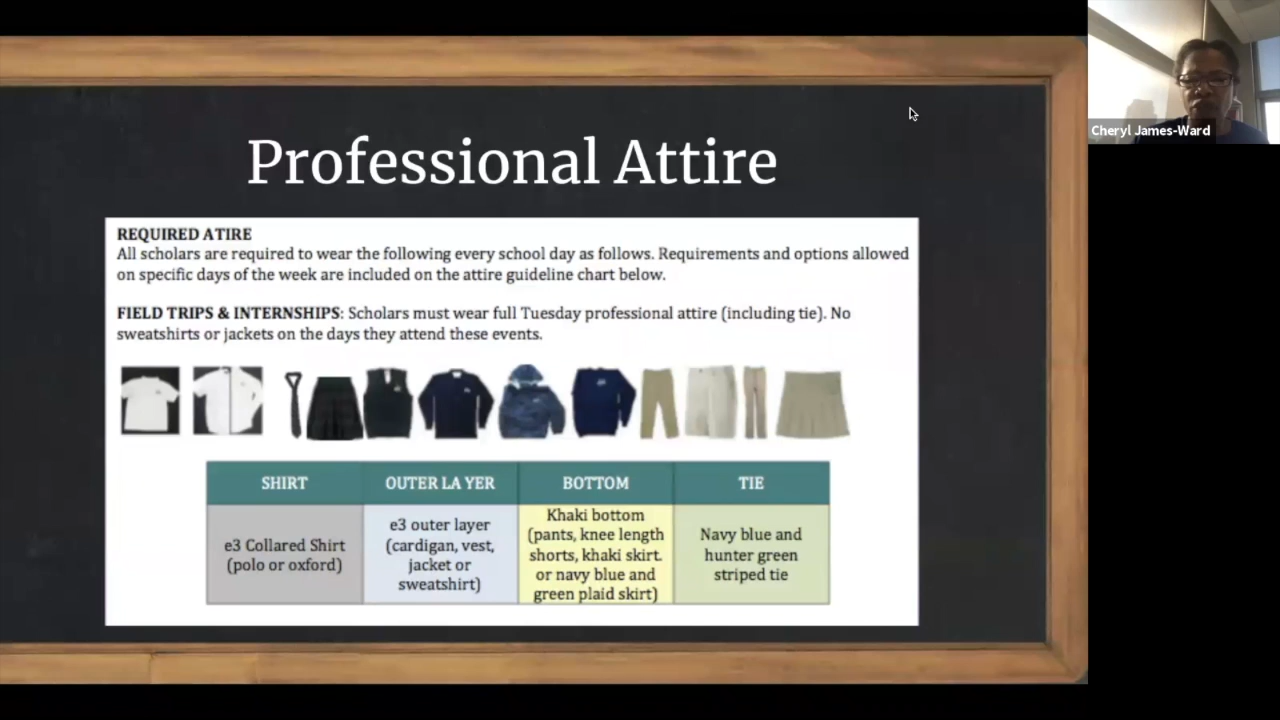 Professional Attire
REQUIRED ATIRE
All scholars are required to wear the following every school day as follows. Requirements and options allowed
on specific days of the week are included on the attire guideline chart below.
FIELD TRIPS & INTERNSHIPS: Scholars must wear full Tuesday professional attire (including tie). No
sweatshirts or jackets on the days they attend these events.
SHIRT
OUTER LA YER
BOTTOM
TIE
e3 Collared Shirt
(polo or oxford)
e3 outer layer
(cardigan, vest,
jacket or
sweatshirt)
Khaki bottom
(pants, knee length
shorts, khaki skirt.
or navy blue and
green plaid skirt)
Navy blue and
hunter green
striped tie
Cheryl James-Ward